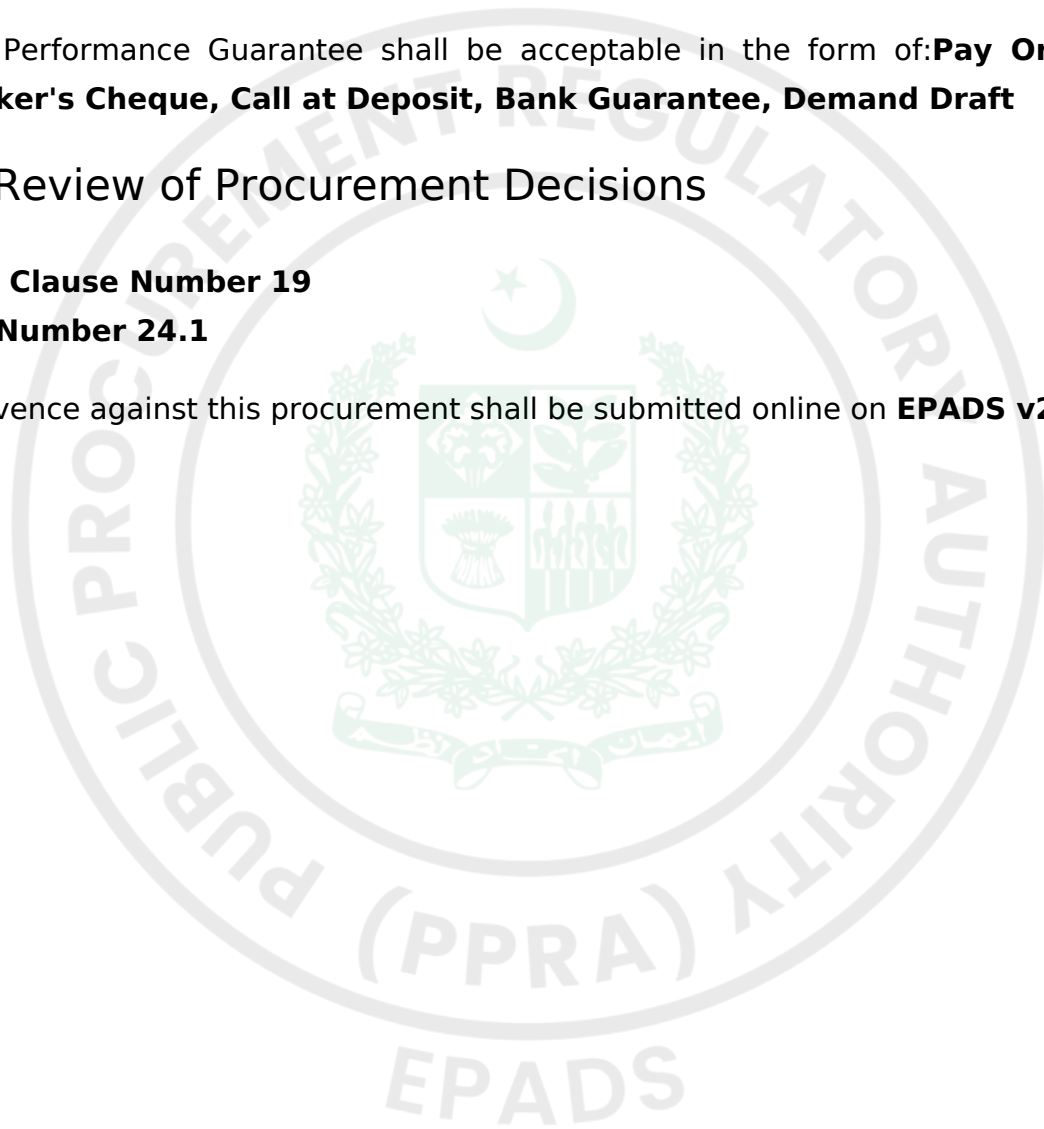 Performance Guarantee shall be acceptable in the form of:Pay Or
ker's Cheque, Call at Deposit, Bank Guarantee, Demand Draft
Review of Procurement Decisions
Clause Number 19
Number 24.1
vence against this procurement shall be submitted online on EPADS v2
PUBLIC PROCUREMENT REGULATORY AUTHORITY
(PPRA)
EPADS